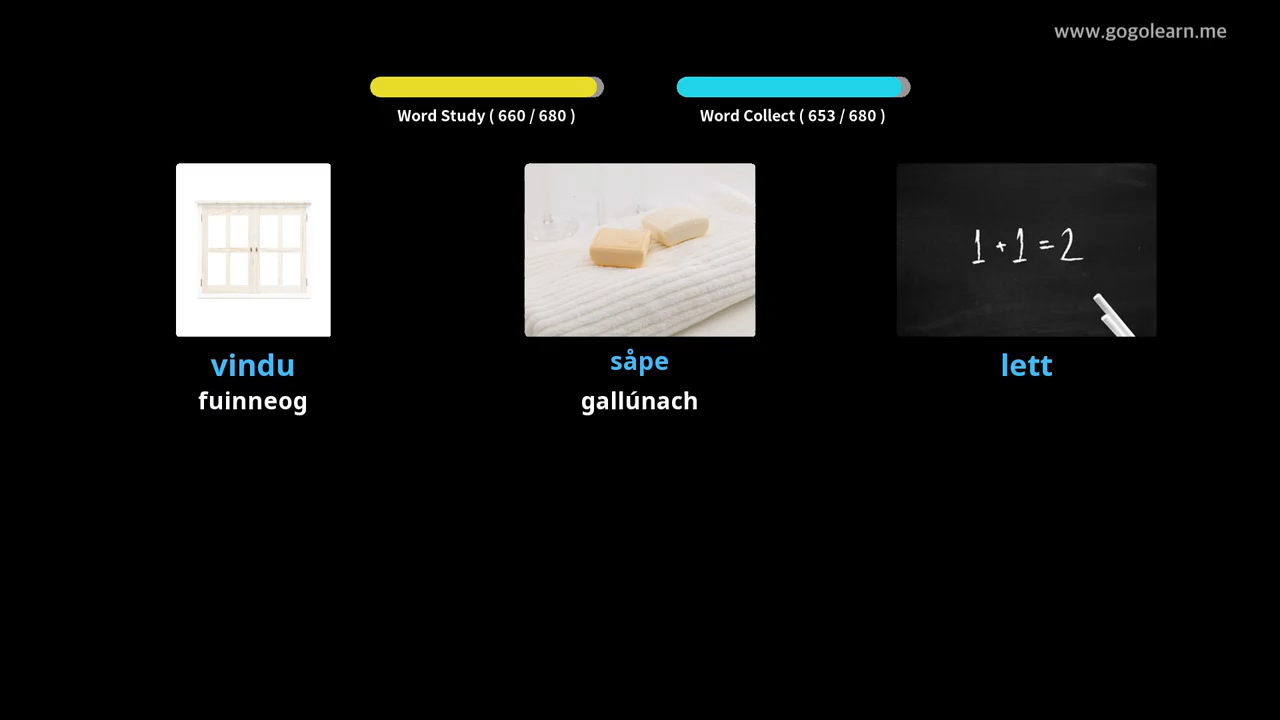 www.gogolearn.me
Word Study ( 660 / 680 )
Word Collect ( 653 / 680 )
1 + 1 = 2
vindu
såpe
lett
fuinneog
gallúnach